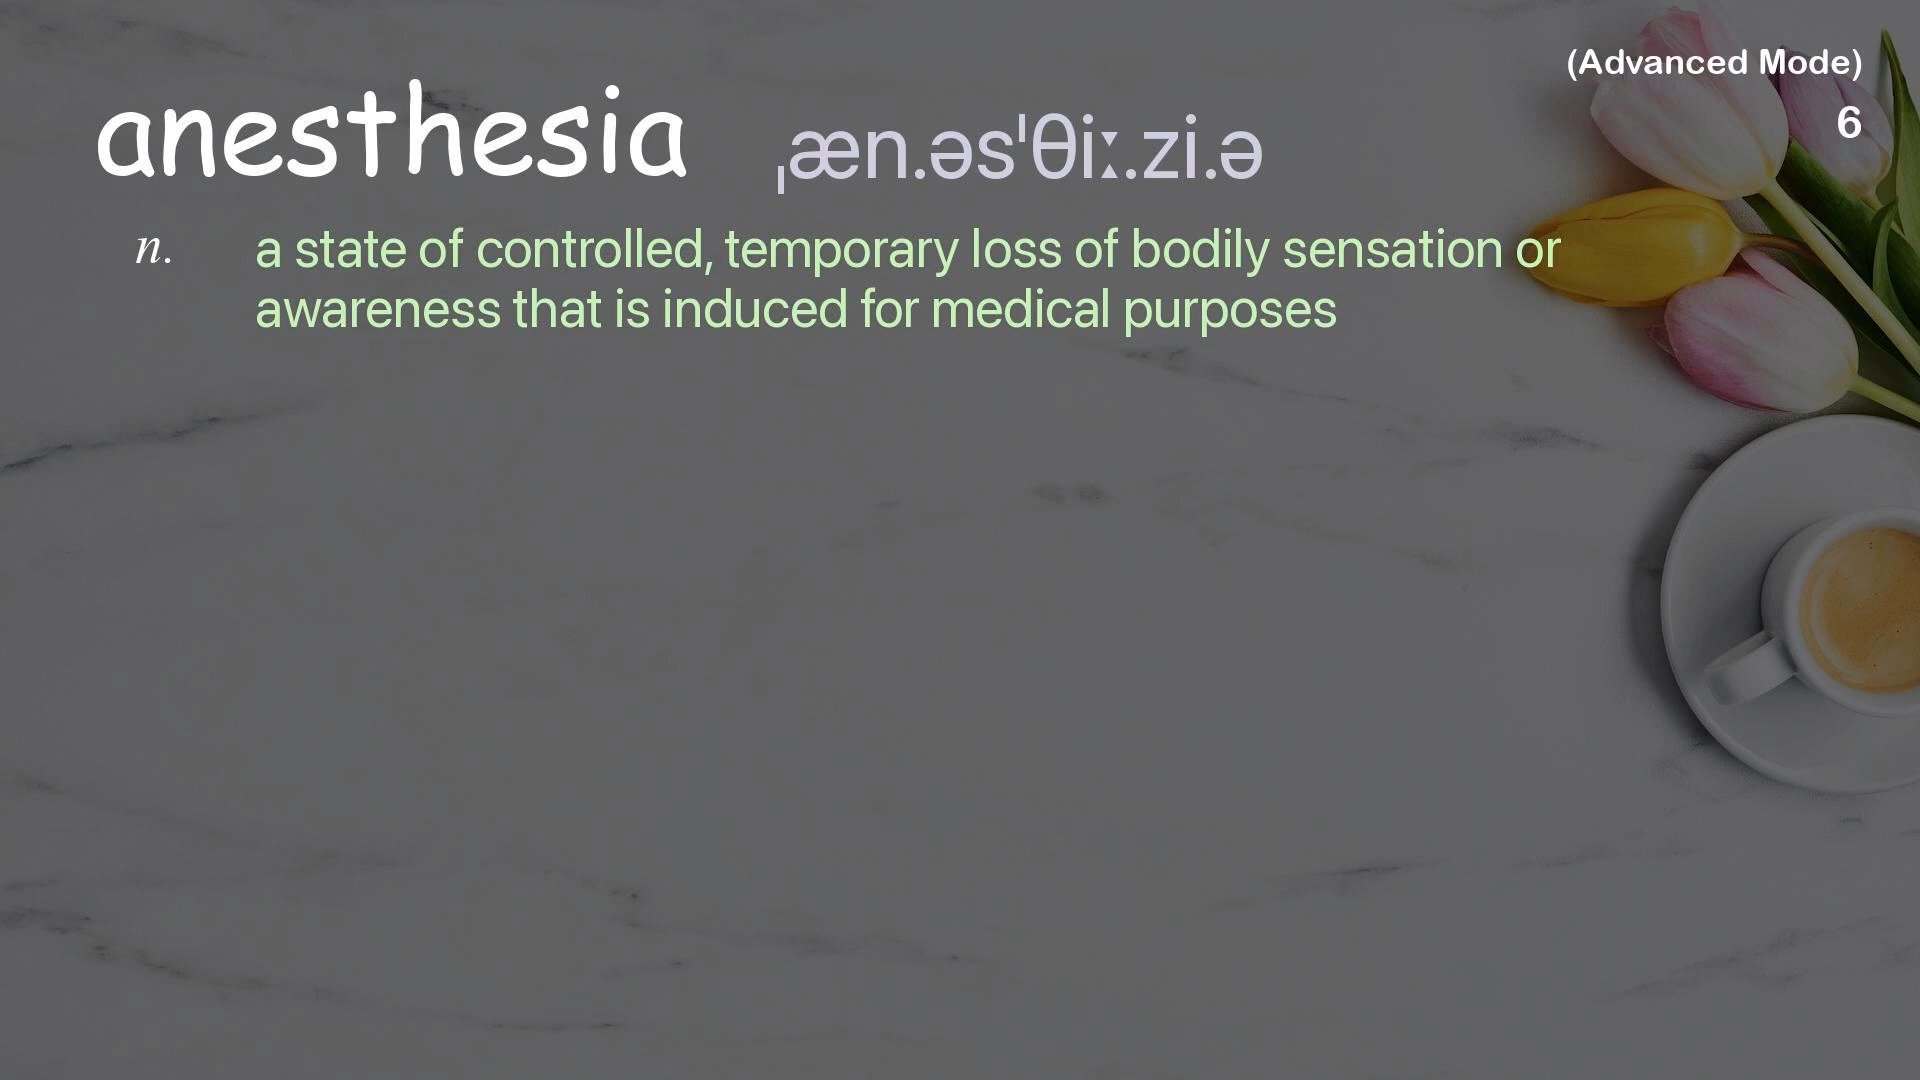 (Advanced Mode)
anesthesia ˌæn.əsˈθiː.zi.ə
6
n. a state of controlled, temporary loss of bodily sensation or
awareness that is induced for medical purposes